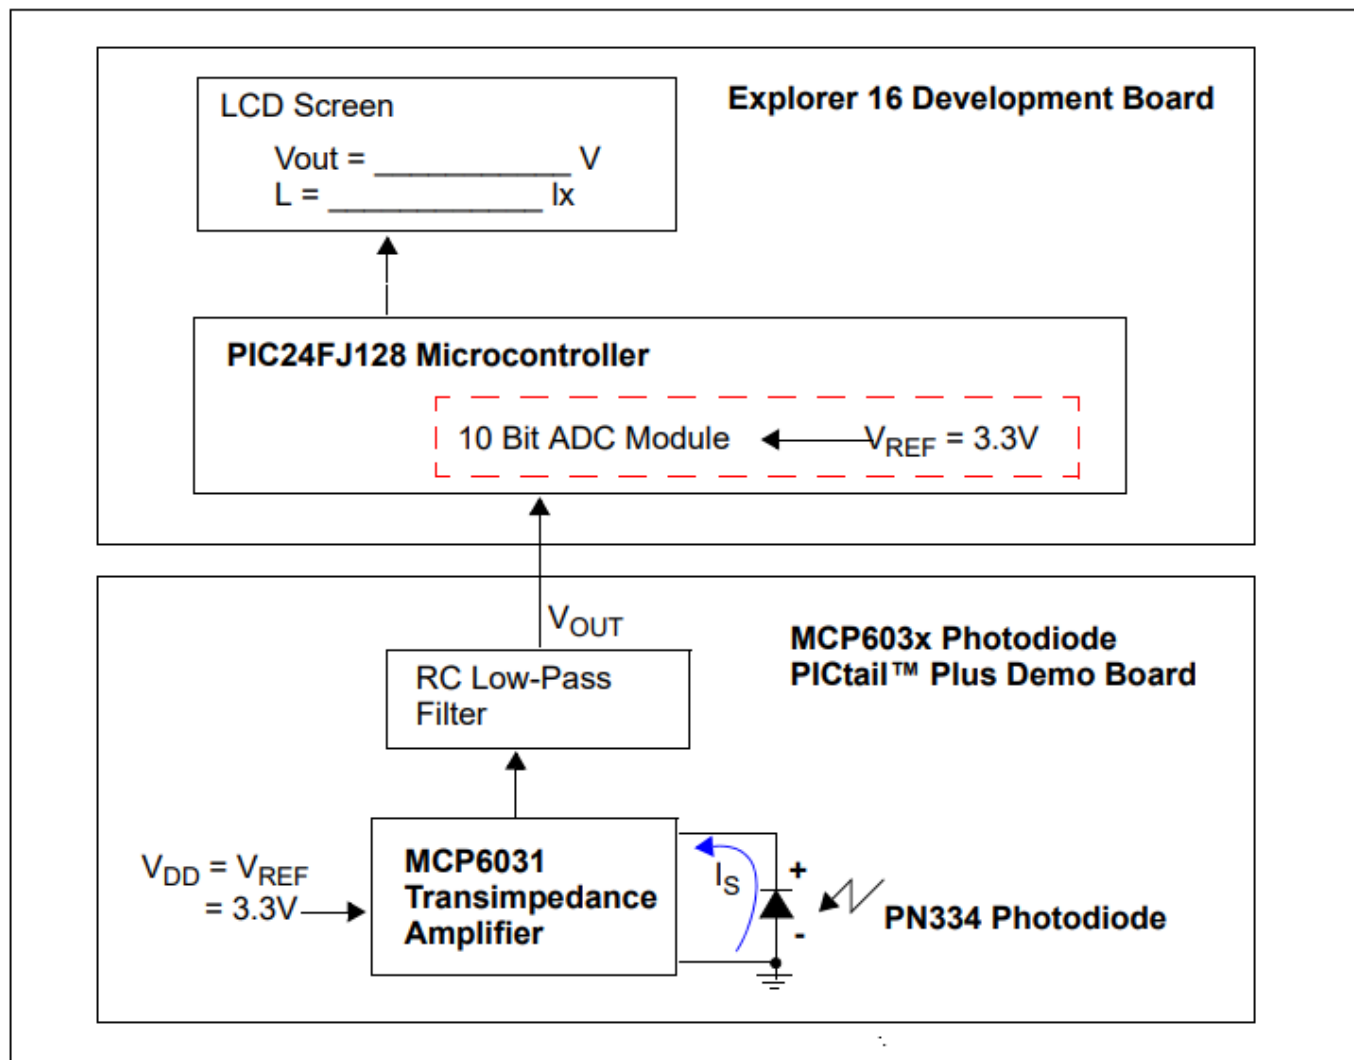 Explorer 16 Development Board
LCD Screen
Vout = ___________ V
L = ____________ lx
PIC24FJ128 Microcontroller
10 Bit ADC Module
VREF = 3.3V
VOUT
MCP603x Photodiode
PICtail™ Plus Demo Board
RC Low-Pass
Filter
VDD = VREF
= 3.3V
MCP6031
Transimpedance
Amplifier
IS
+
-
PN334 Photodiode